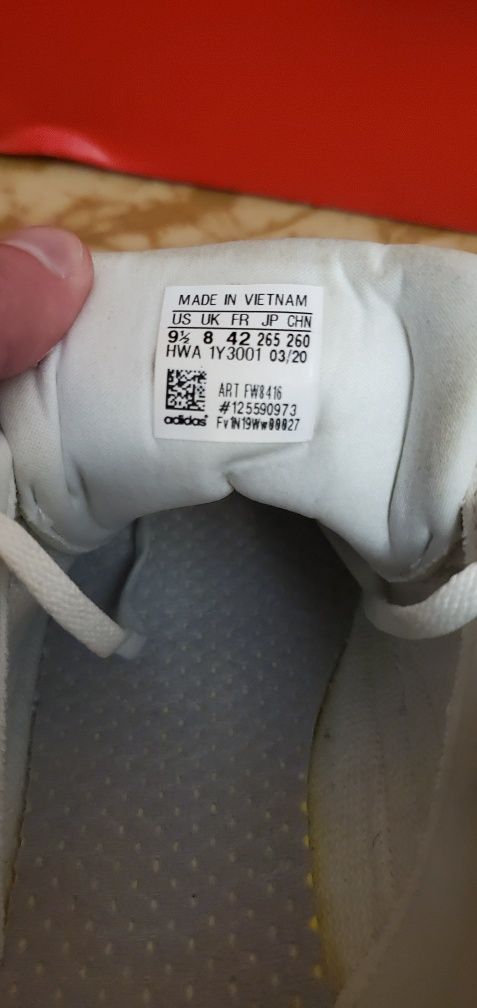 MADE IN VIETNAM
US UK FR JP CHN
9½ 8 42 265 260
HWA 1Y3001 03/20
ART FW8416
#125590973
adidas Fv1N19Ww00027